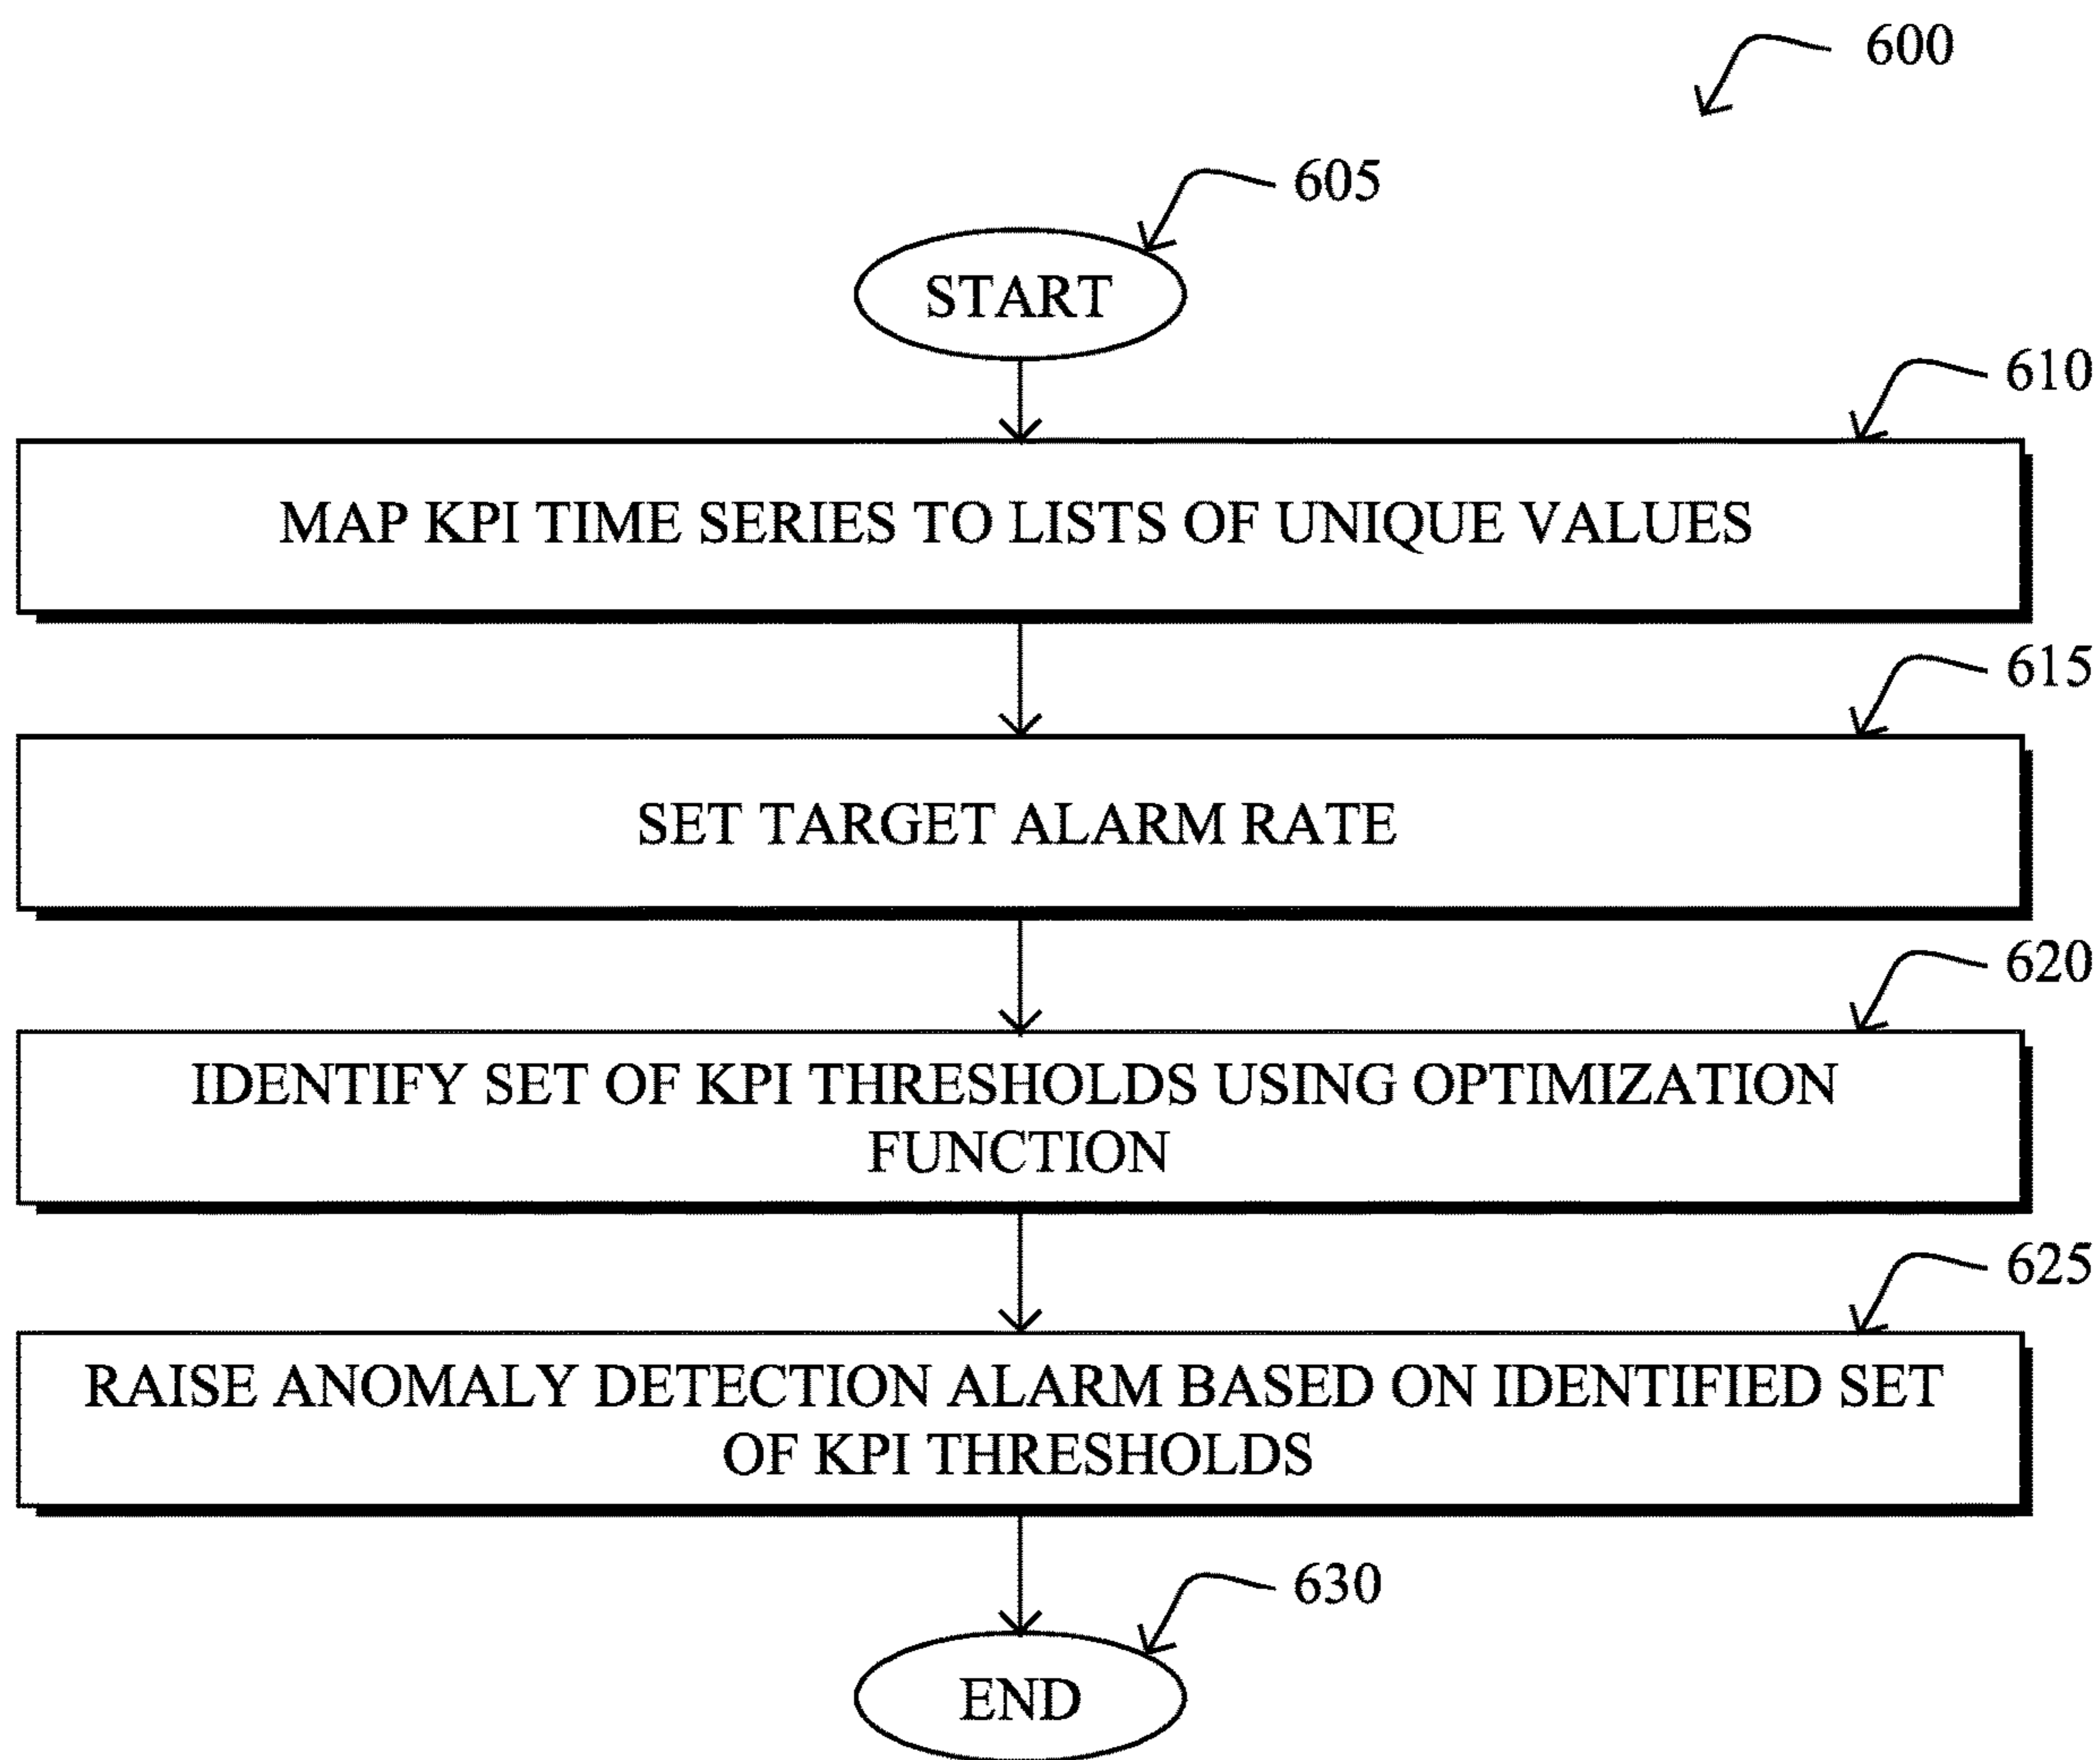 600
605
START
610
MAP KPI TIME SERIES TO LISTS OF UNIQUE VALUES
615
SET TARGET ALARM RATE
620
IDENTIFY SET OF KPI THRESHOLDS USING OPTIMIZATION
FUNCTION
625
RAISE ANOMALY DETECTION ALARM BASED ON IDENTIFIED SET
OF KPI THRESHOLDS
630
END